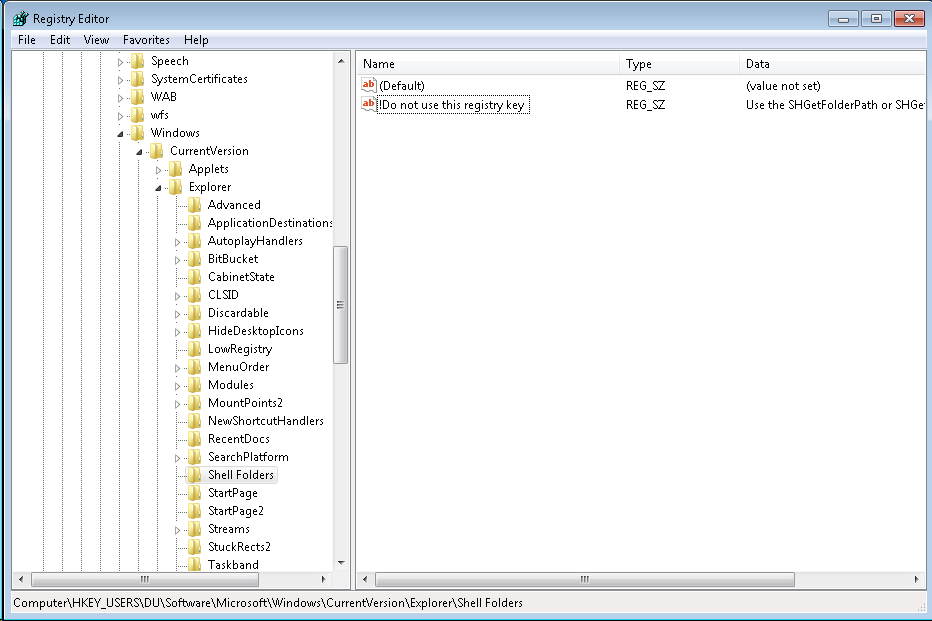 Registry Editor
File Edit View Favorites Help
Speech
SystemCertificates
WAB
wfs
Windows
CurrentVersion
Applets
Explorer
Advanced
ApplicationDestinations
AutoplayHandlers
BitBucket
CabinetState
CLSID
Discardable
HideDesktopIcons
LowRegistry
MenuOrder
Modules
MountPoints2
NewShortcutHandlers
RecentDocs
SearchPlatform
Shell Folders
StartPage
StartPage2
Streams
StuckRects2
Taskband
Name Type Data
ab (Default) REG_SZ (value not set)
ab !Do not use this registry key REG_SZ Use the SHGetFolderPath or SHGe
Computer\HKEY_USERS\DU\Software\Microsoft\Windows\CurrentVersion\Explorer\Shell Folders